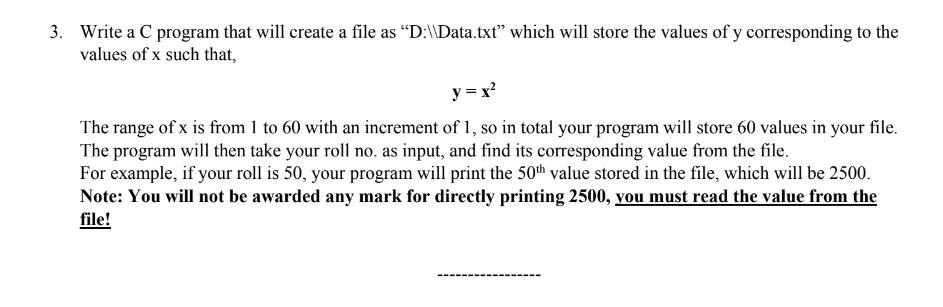 3. Write a C program that will create a file as “D:\\Data.txt” which will store the values of y corresponding to the
values of x such that,
y = x²
The range of x is from 1 to 60 with an increment of 1, so in total your program will store 60 values in your file.
The program will then take your roll no. as input, and find its corresponding value from the file.
For example, if your roll is 50, your program will print the 50th value stored in the file, which will be 2500.
Note: You will not be awarded any mark for directly printing 2500, you must read the value from the
file!
-----------------